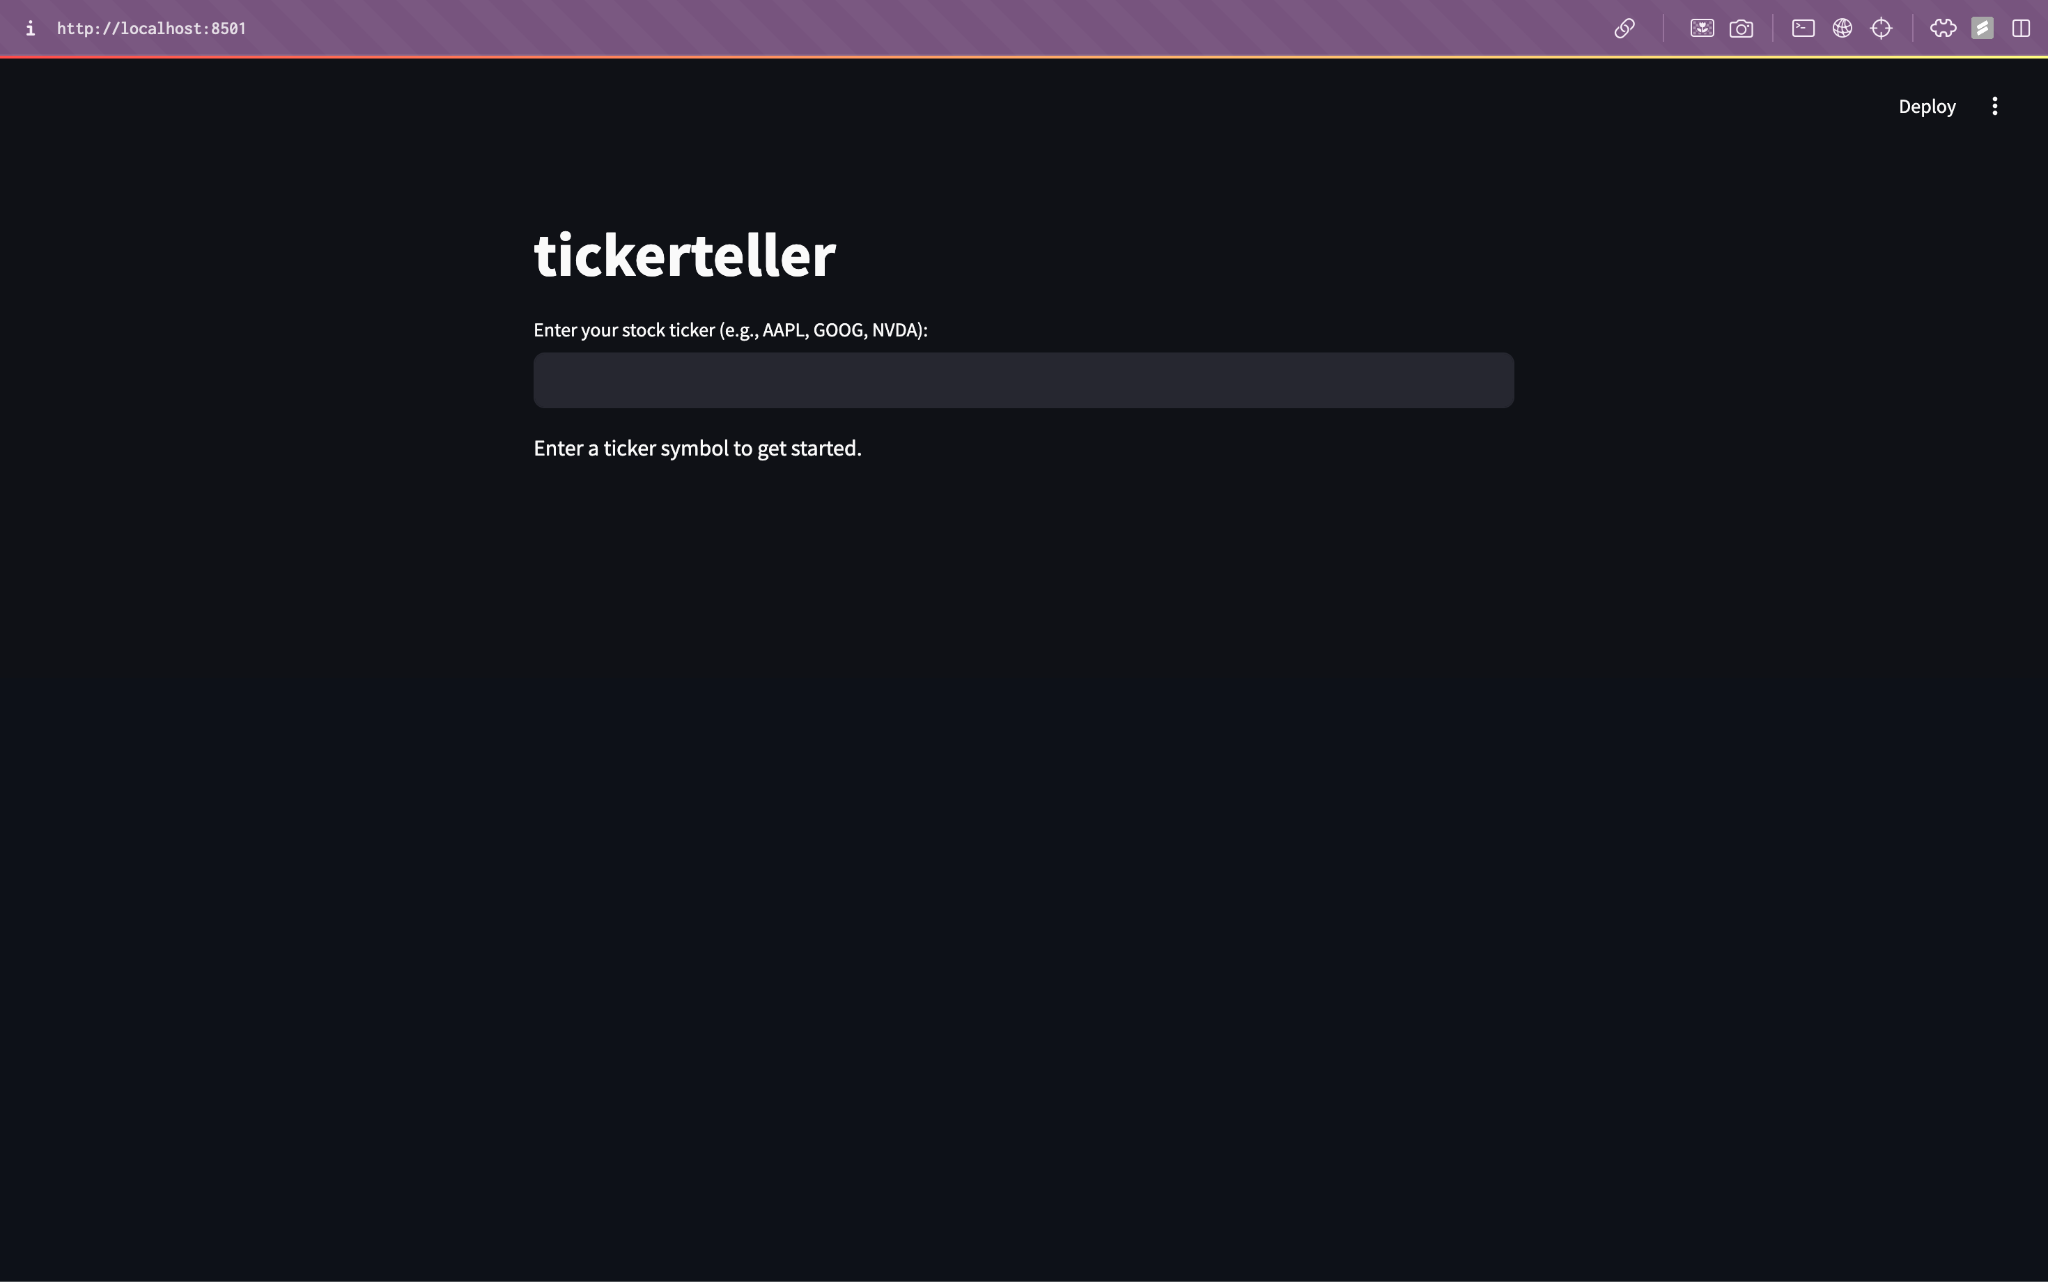 http://localhost:8501
Deploy
tickerteller
Enter your stock ticker (e.g., AAPL, GOOG, NVDA):
Enter a ticker symbol to get started.